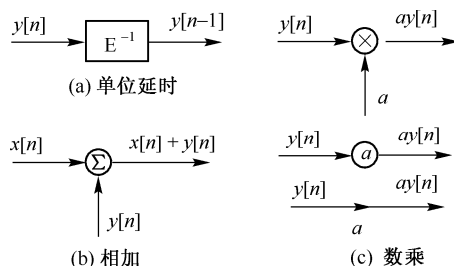 y[n]
E⁻¹
y[n−1]
(a) 单位延时
x[n]
Σ
x[n] + y[n]
y[n]
(b) 相加
y[n]
×
ay[n]
a
y[n]
a
ay[n]
y[n]
ay[n]
a
(c) 数乘